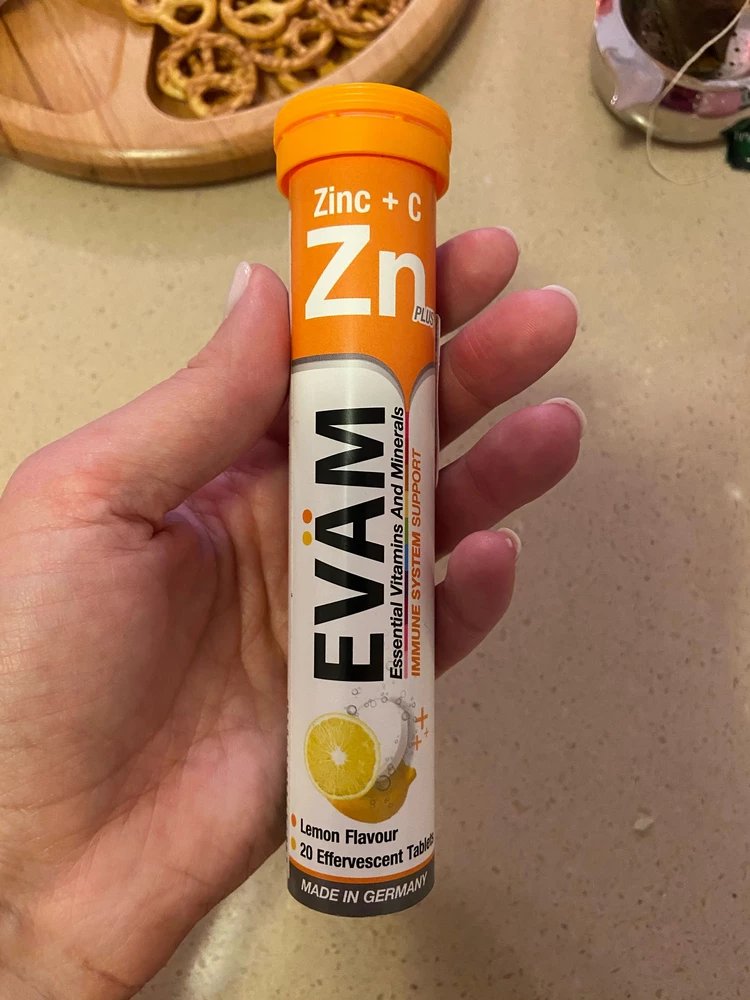 Zinc + C
Zn
PLUS
EVÄM
Essential Vitamins And Minerals
IMMUNE SYSTEM SUPPORT
Lemon Flavour
20 Effervescent Tablets
MADE IN GERMANY